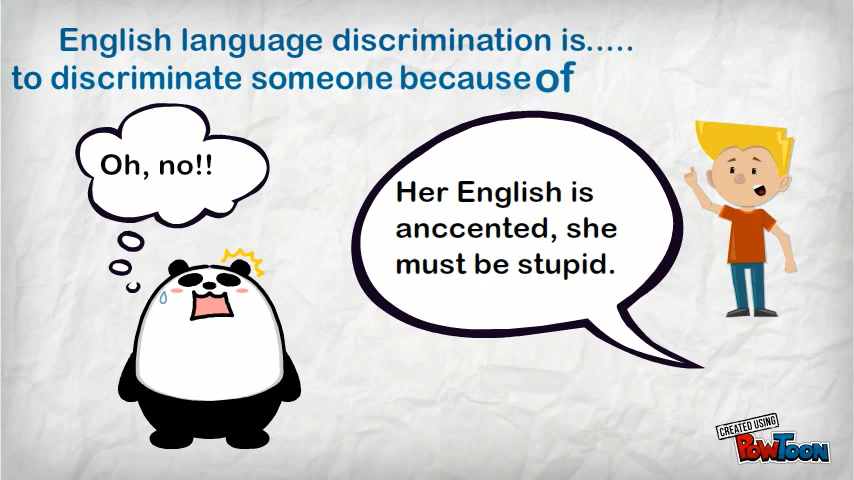 English language discrimination is.....
to discriminate someone because of
Oh, no!!
Her English is
anccented, she
must be stupid.
CREATED USING
POWTOON